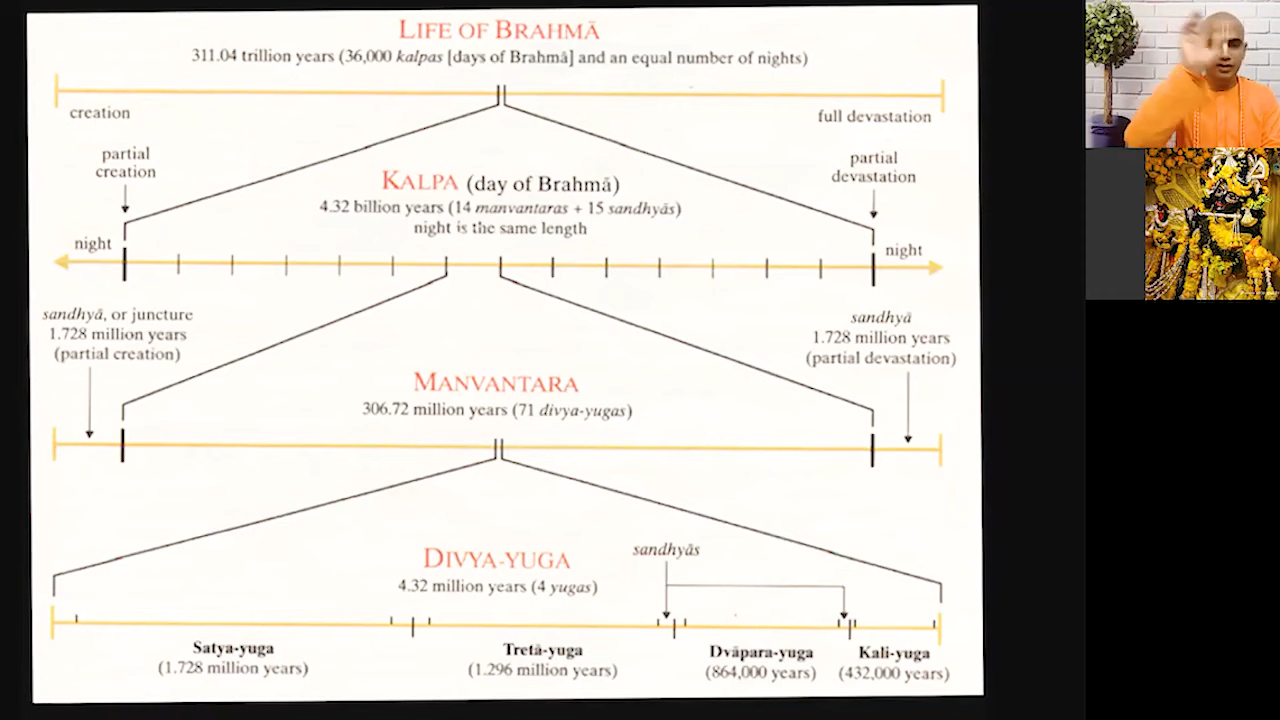 LIFE OF BRAHMĀ
311.04 trillion years (36,000 kalpas [days of Brahmā] and an equal number of nights)
creation
full devastation
partial
creation
partial
devastation
KALPA (day of Brahmā)
4.32 billion years (14 manvantaras + 15 sandhyās)
night is the same length
night
night
sandhyā, or juncture
1.728 million years
(partial creation)
sandhyā
1.728 million years
(partial devastation)
MANVANTARA
306.72 million years (71 divya-yugas)
sandhyās
DIVYA-YUGA
4.32 million years (4 yugas)
Satya-yuga
(1.728 million years)
Tretā-yuga
(1.296 million years)
Dvāpara-yuga
(864,000 years)
Kali-yuga
(432,000 years)